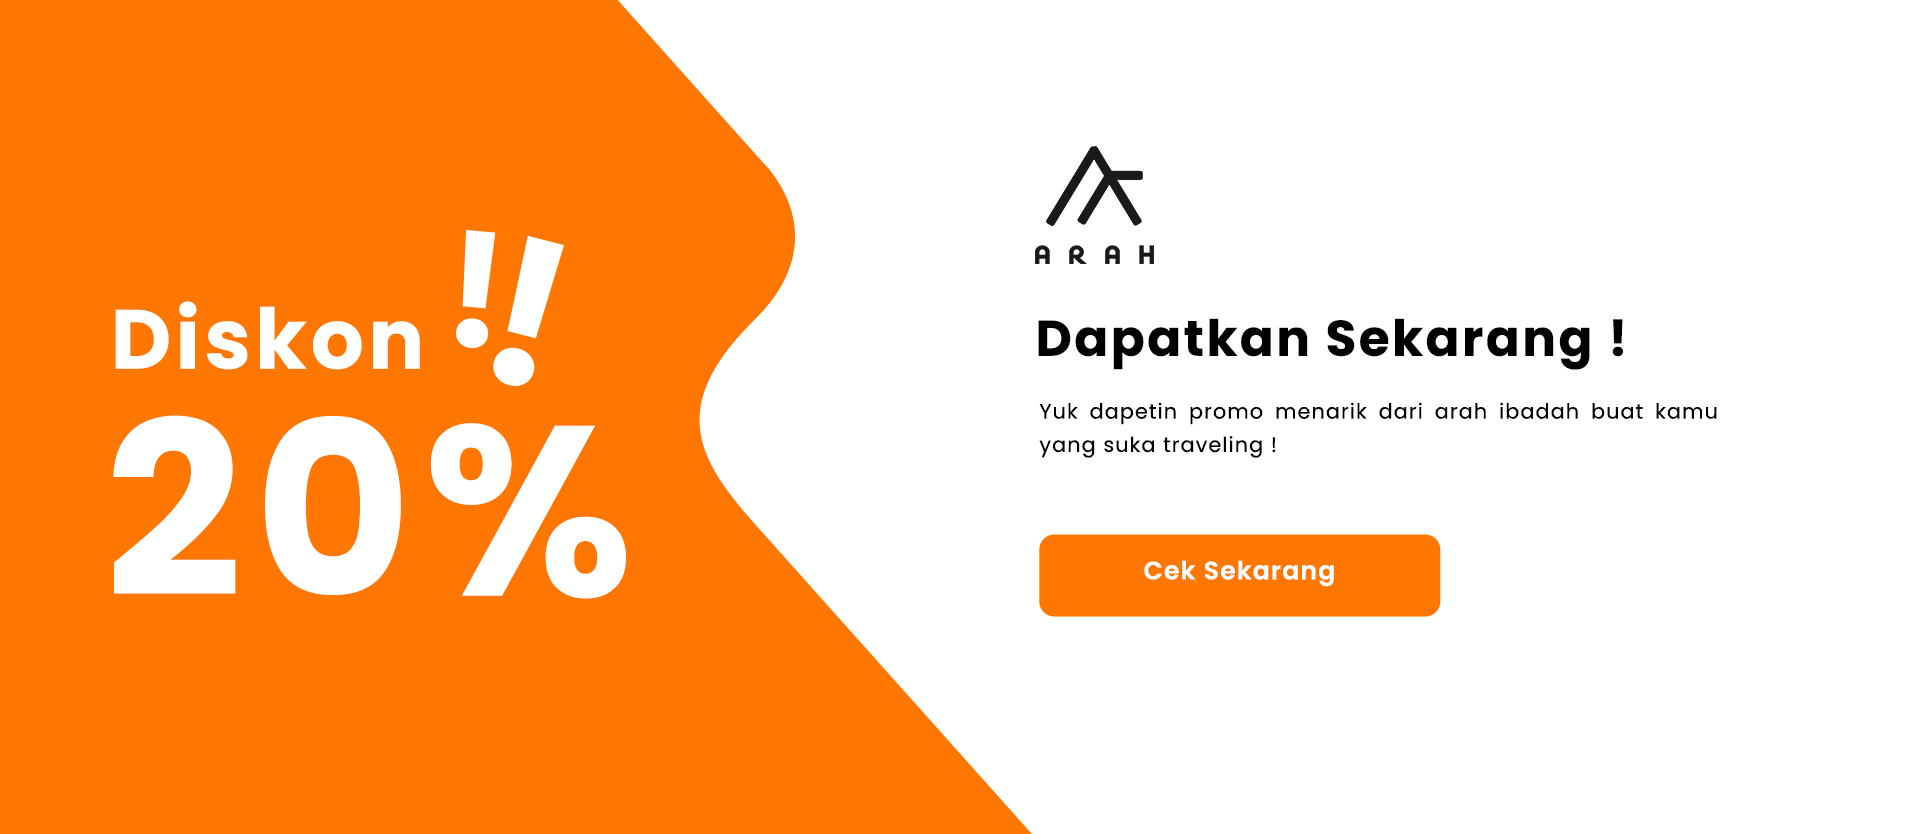 Diskon !!
20%
ARAH
Dapatkan Sekarang !
Yuk dapetin promo menarik dari arah ibadah buat kamu
yang suka traveling !
Cek Sekarang